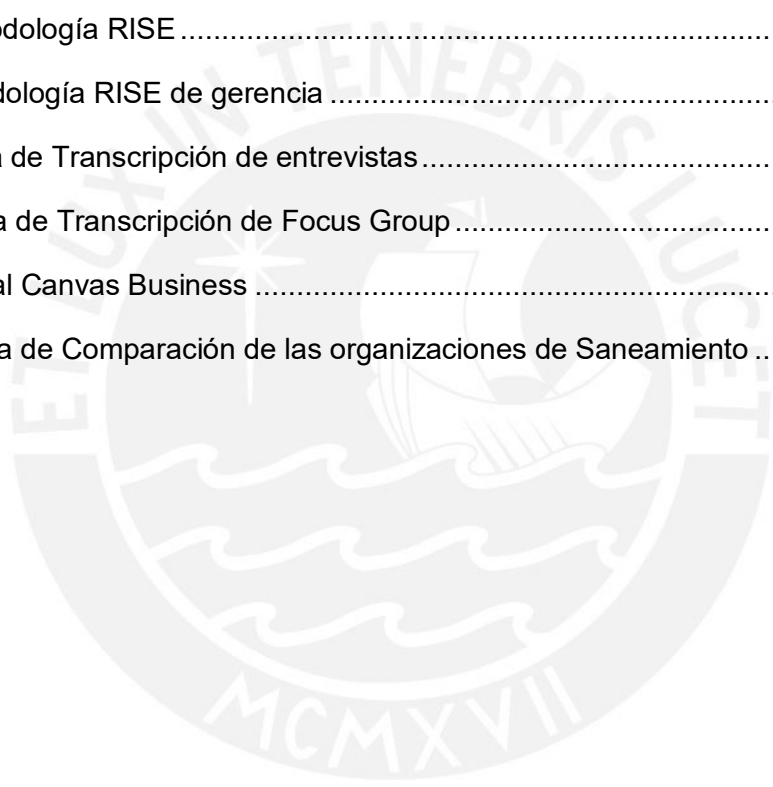 odología RISE ........................................................................
dología RISE de gerencia ......................................................
a de Transcripción de entrevistas ...........................................
a de Transcripción de Focus Group .......................................
al Canvas Business ...............................................................
a de Comparación de las organizaciones de Saneamiento ..
ET LUX IN TENEBRIS LUCET
MCMXVII